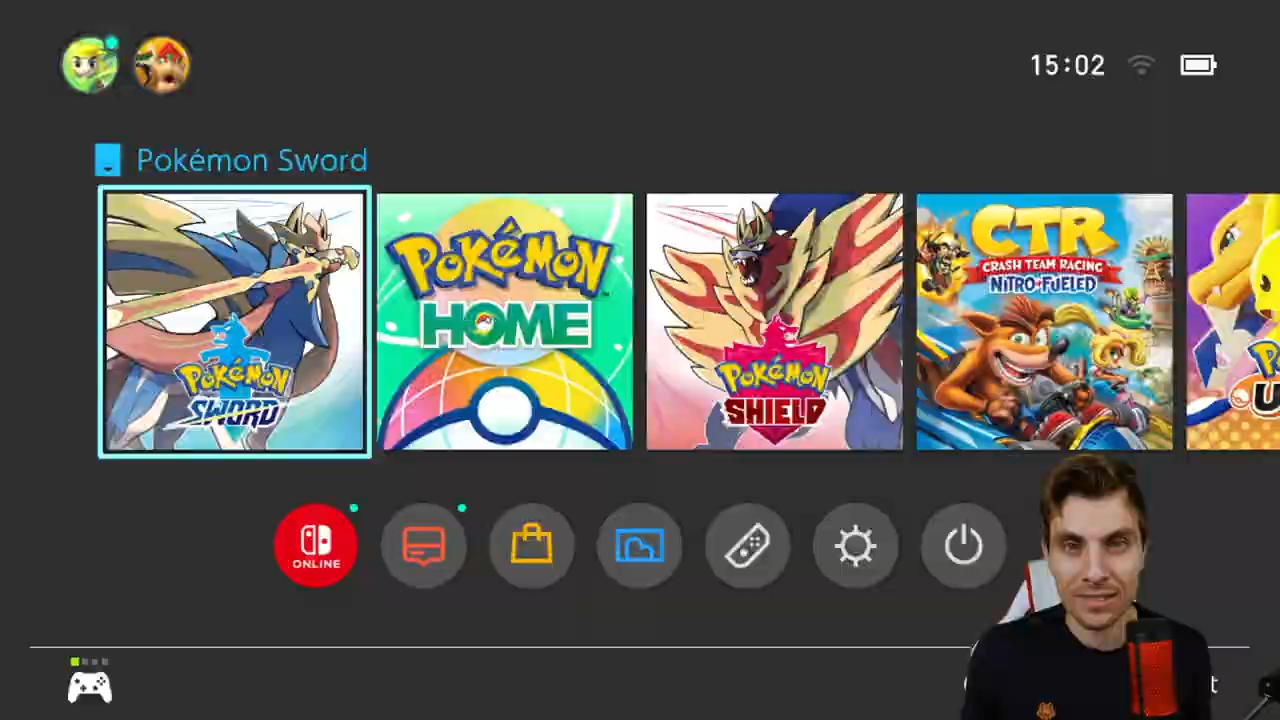 15:02
Pokémon Sword
POKÉMON
SWORD
POKÉMON
HOME
POKÉMON
SHIELD
CTR
CRASH TEAM RACING
NITRO-FUELED
ONLINE